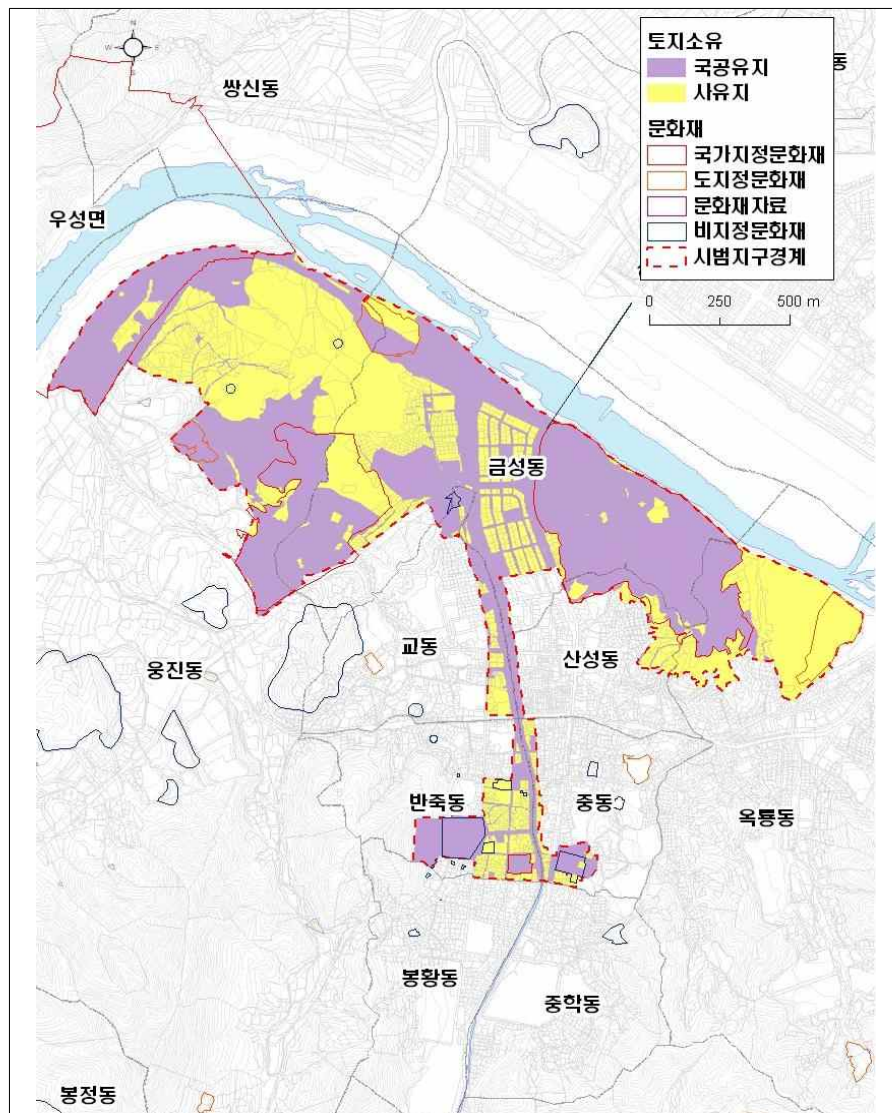 N
W
E
S
쌍신동
동
토지소유
국공유지
사유지
문화재
국가지정문화재
도지정문화재
문화재자료
비지정문화재
시범지구경계
0 250 500 m
우성면
금성동
교동
산성동
웅진동
반죽동
중동
옥룡동
봉황동
중학동
봉정동